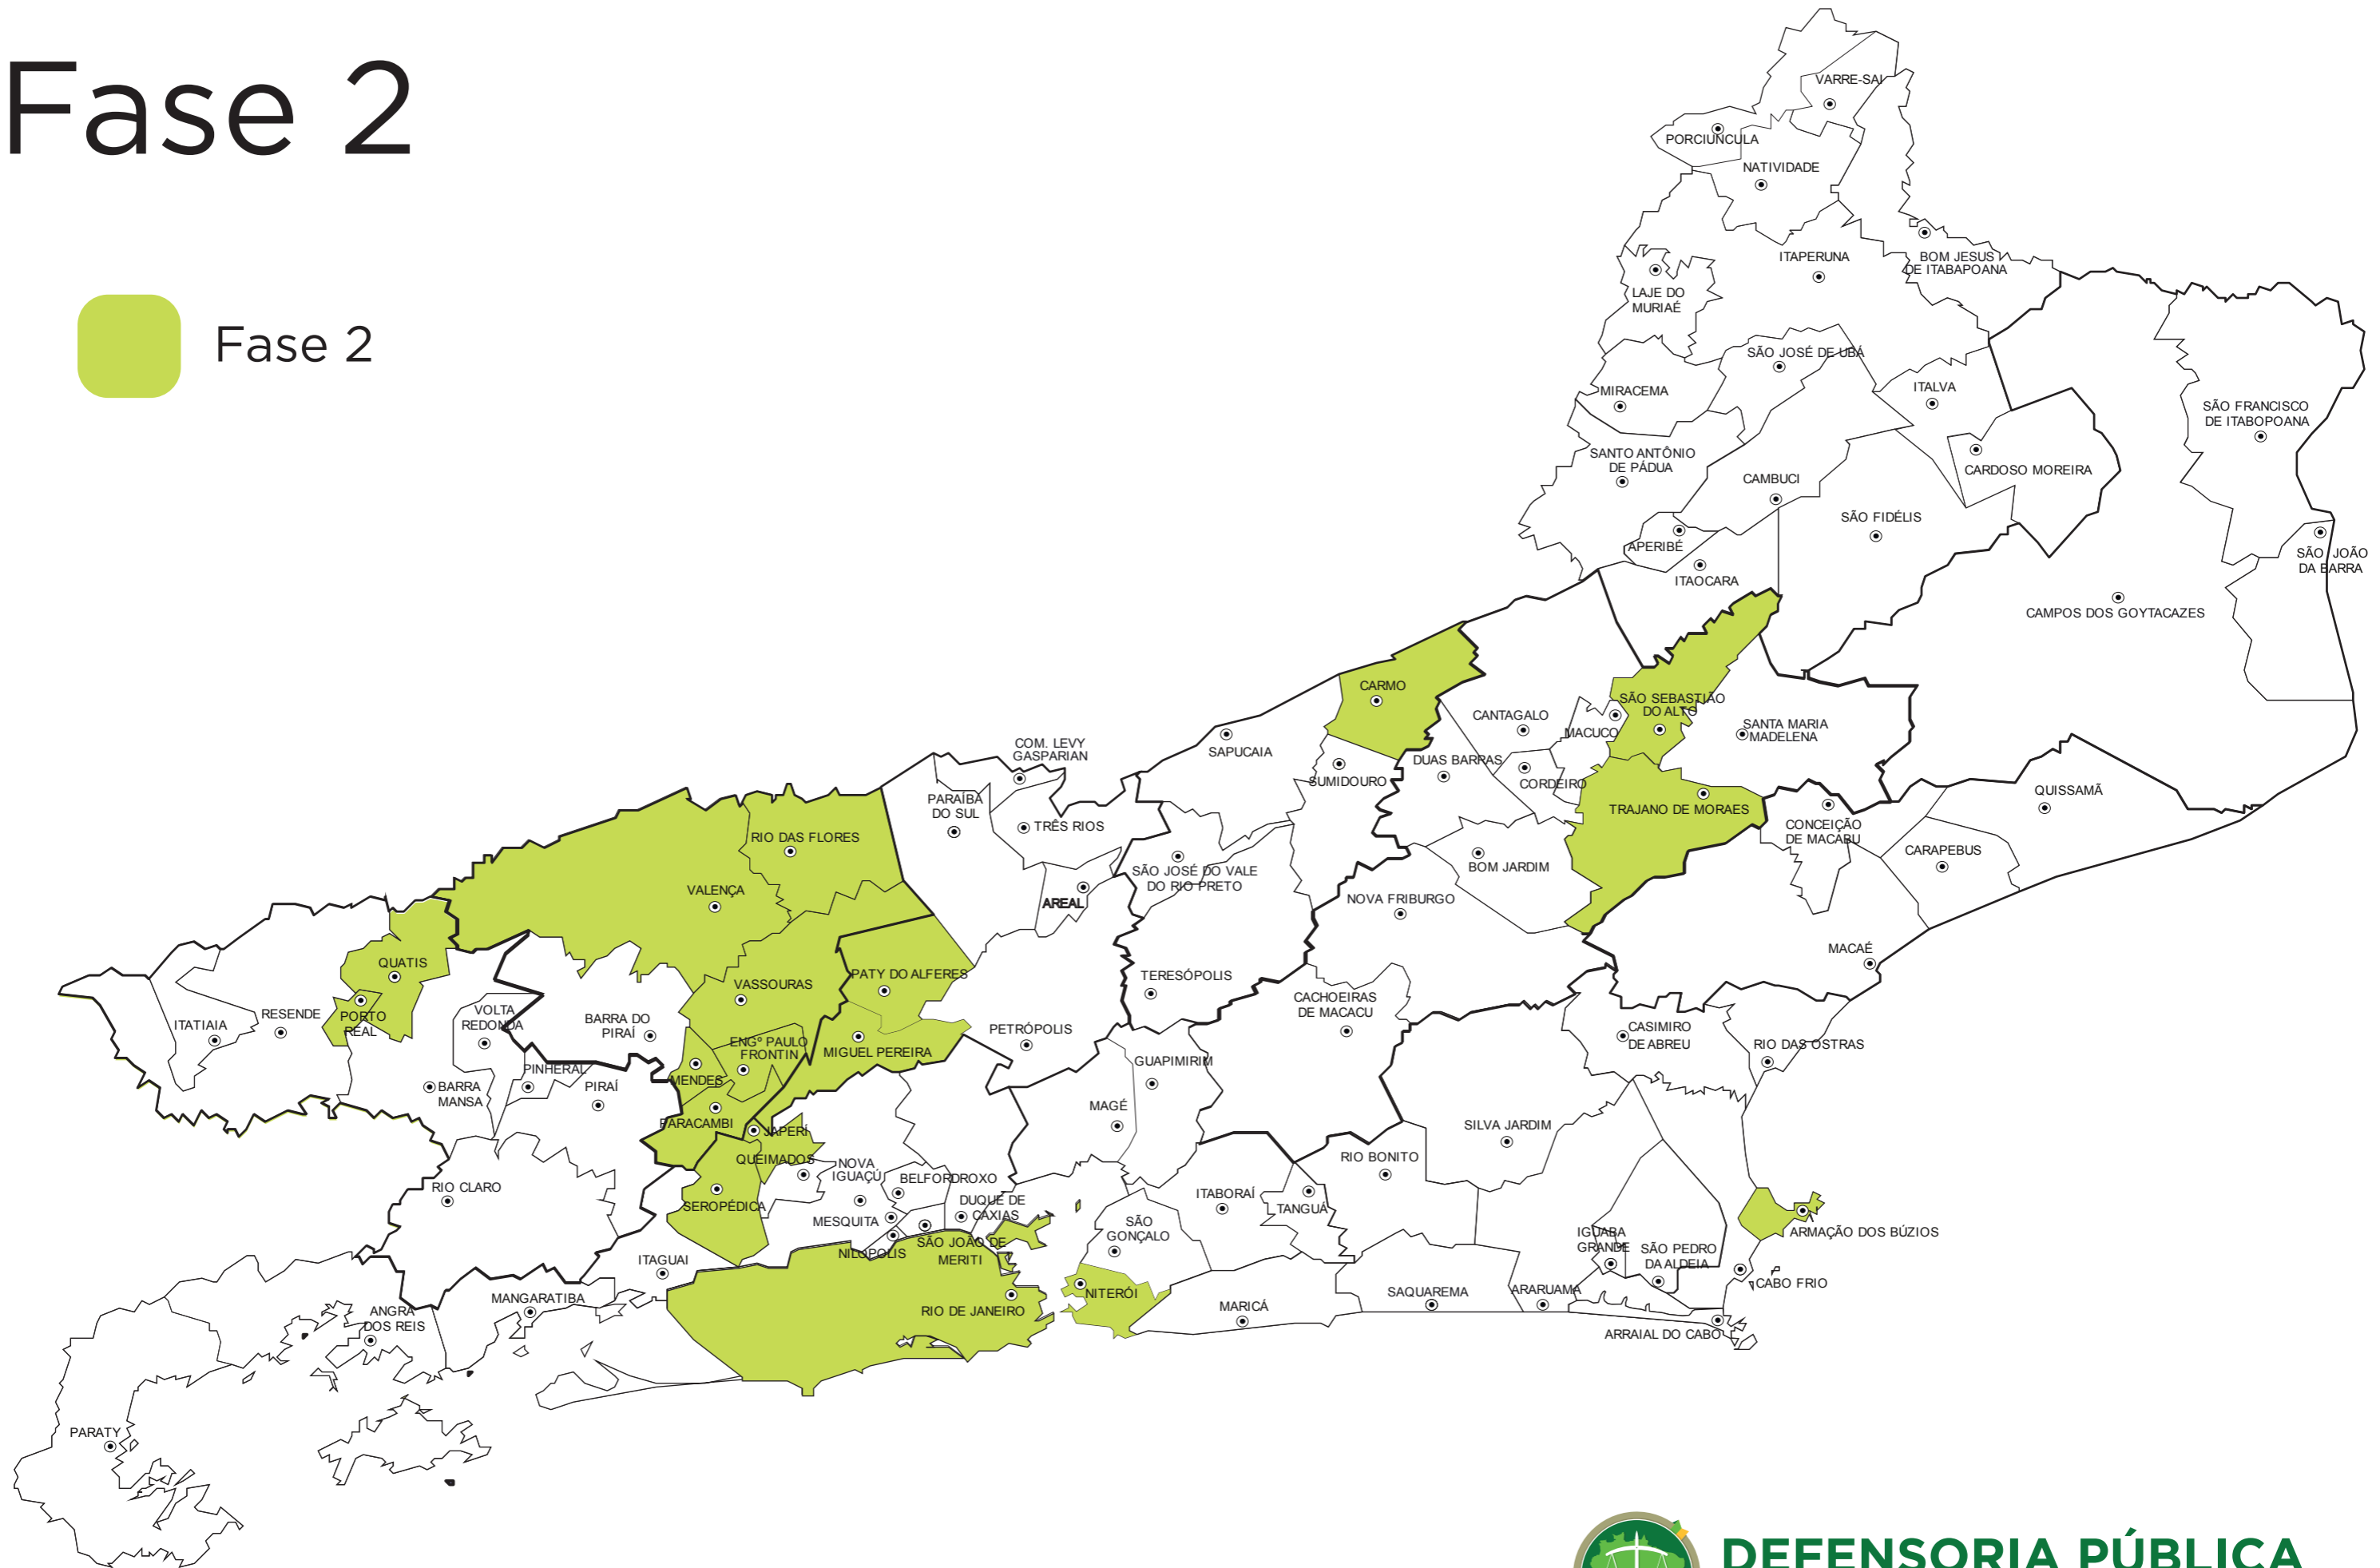 Fase 2
Fase 2
VARRE-SAI
PORCIÚNCULA
NATIVIDADE
ITAPERUNA
BOM JESUS
DE ITABAPOANA
LAJE DO
MURIAÉ
SÃO JOSÉ DE UBÁ
MIRACEMA
ITALVA
SÃO FRANCISCO
DE ITABOPOANA
SANTO ANTÔNIO
DE PÁDUA
CAMBUCI
CARDOSO MOREIRA
SÃO FIDÉLIS
APERIBÉ
ITAOCARA
SÃO JOÃO
DA BARRA
CAMPOS DOS GOYTACAZES
CARMO
CANTAGALO
MACUCO
SÃO SEBASTIÃO
DO ALTO
SANTA MARIA
MADELENA
COM. LEVY
GASPARIAN
SAPUCAIA
SUMIDOURO
DUAS BARRAS
CORDEIRO
TRAJANO DE MORAES
QUISSAMÃ
PARAÍBA
DO SUL
TRÊS RIOS
RIO DAS FLORES
CONCEIÇÃO
DE MACABU
CARAPEBUS
SÃO JOSÉ DO VALE
DO RIO PRETO
BOM JARDIM
VALENÇA
AREAL
NOVA FRIBURGO
MACAÉ
QUATIS
VASSOURAS
PATY DO ALFERES
TERESÓPOLIS
CACHOEIRAS
DE MACACU
ITATIAIA
RESENDE
PORTO
REAL
VOLTA
REDONDA
BARRA DO
PIRAÍ
ENGº PAULO
FRONTIN
MIGUEL PEREIRA
PETRÓPOLIS
CASIMIRO
DE ABREU
RIO DAS OSTRAS
GUAPIMIRIM
PINHERAL
PIRAÍ
MENDES
BARRA
MANSA
MAGÉ
PARACAMBI
JAPERÍ
SILVA JARDIM
QUEIMADOS
NOVA
IGUAÇÚ
BELFORDROXO
RIO BONITO
RIO CLARO
SEROPÉDICA
MESQUITA
DUQUE DE
CAXIAS
ITABORAÍ
TANGUÁ
SÃO
GONÇALO
ARMAÇÃO DOS BÚZIOS
IGUABA
GRANDE
SÃO PEDRO
DA ALDEIA
NILOPOLIS
SÃO JOÃO DE
MERITI
ITAGUAI
CABO FRIO
MANGARATIBA
ANGRA
DOS REIS
RIO DE JANEIRO
NITERÓI
MARICÁ
SAQUAREMA
ARARUAMA
ARRAIAL DO CABO
PARATY
DEFENSORIA PÚBLICA